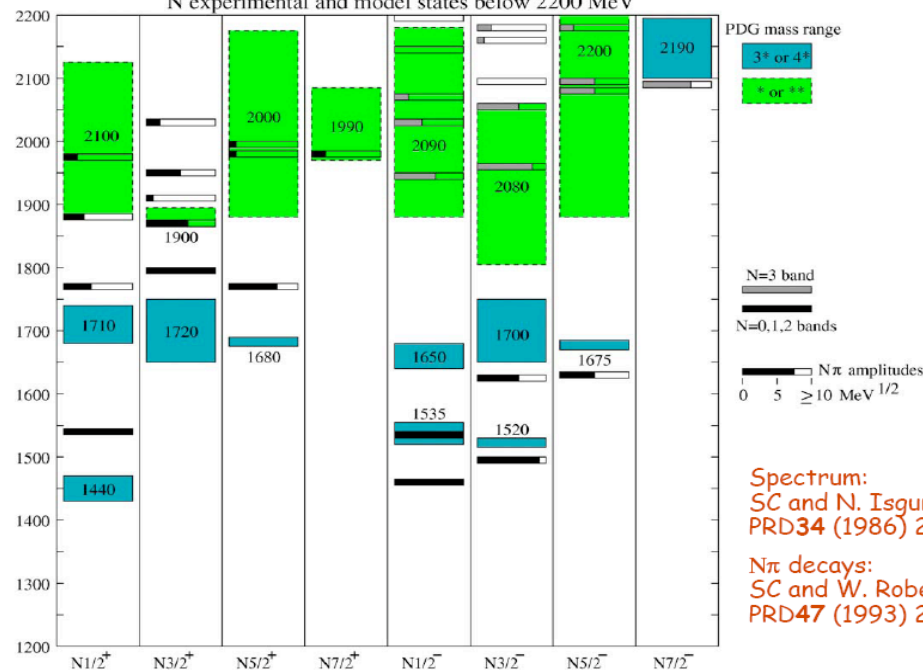 N experimental and model states below 2200 MeV
2200
2100
2000
1900
1800
1700
1600
1500
1400
1300
1200
2100
1710
1440
1900
1720
2000
1680
1990
2090
1650
1535
2080
1700
1520
2200
1675
2190
N1/2+
N3/2+
N5/2+
N7/2+
N1/2−
N3/2−
N5/2−
N7/2−
PDG mass range
3* or 4*
* or **
N=3 band
N=0,1,2 bands
Nπ amplitudes
0 5 ≥10 MeV 1/2
Spectrum:
SC and N. Isgur
PRD34 (1986) 2
Nπ decays:
SC and W. Robe
PRD47 (1993) 2